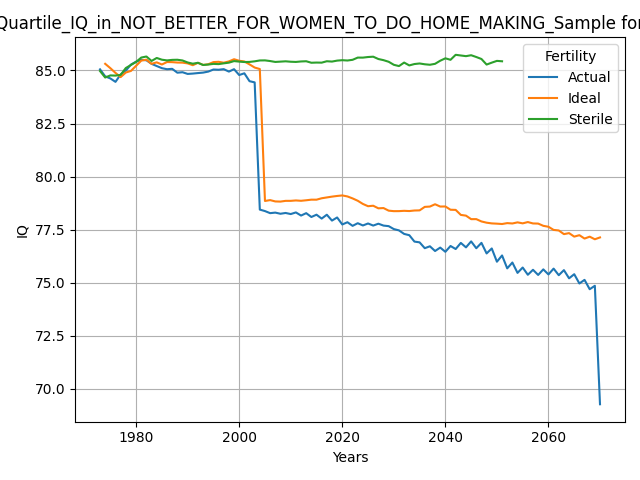 Quartile_IQ_in_NOT_BETTER_FOR_WOMEN_TO_DO_HOME_MAKING_Sample for
Fertility
Actual
Ideal
Sterile
85.0
82.5
80.0
77.5
75.0
72.5
70.0
IQ
1980
2000
2020
2040
2060
Years